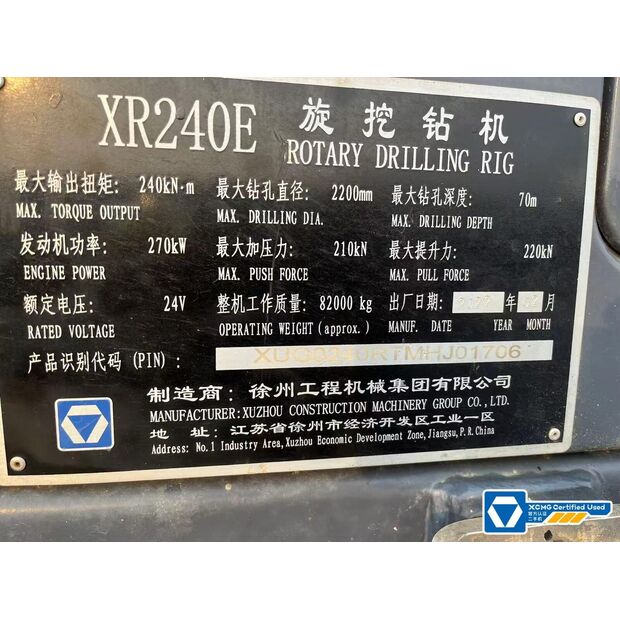 XR240E 旋挖钻机
ROTARY DRILLING RIG
最大输出扭矩: 240kN·m 最大钻孔直径: 2200mm 最大钻孔深度: 70m
MAX. TORQUE OUTPUT MAX. DRILLING DIA. MAX. DRILLING DEPTH
发动机功率: 270kW 最大加压力: 210kN 最大提升力: 220kN
ENGINE POWER MAX. PUSH FORCE MAX. PULL FORCE
额定电压: 24V 整机工作质量: 82000 kg 出厂日期: 年 月
RATED VOLTAGE OPERATING WEIGHT (approx.) MANUF. DATE YEAR MONTH
产品识别代码 (PIN): XUG0240RTMHJ01706
制造商: 徐州工程机械集团有限公司
MANUFACTURER:XUZHOU CONSTRUCTION MACHINERY GROUP CO.,LTD.
地 址: 江苏省徐州市经济开发区工业一区
Address: No.1 Industry Area,Xuzhou Economic Development Zone,Jiangsu,P.R.China
XCMG Certified Used
官方认证
二手机